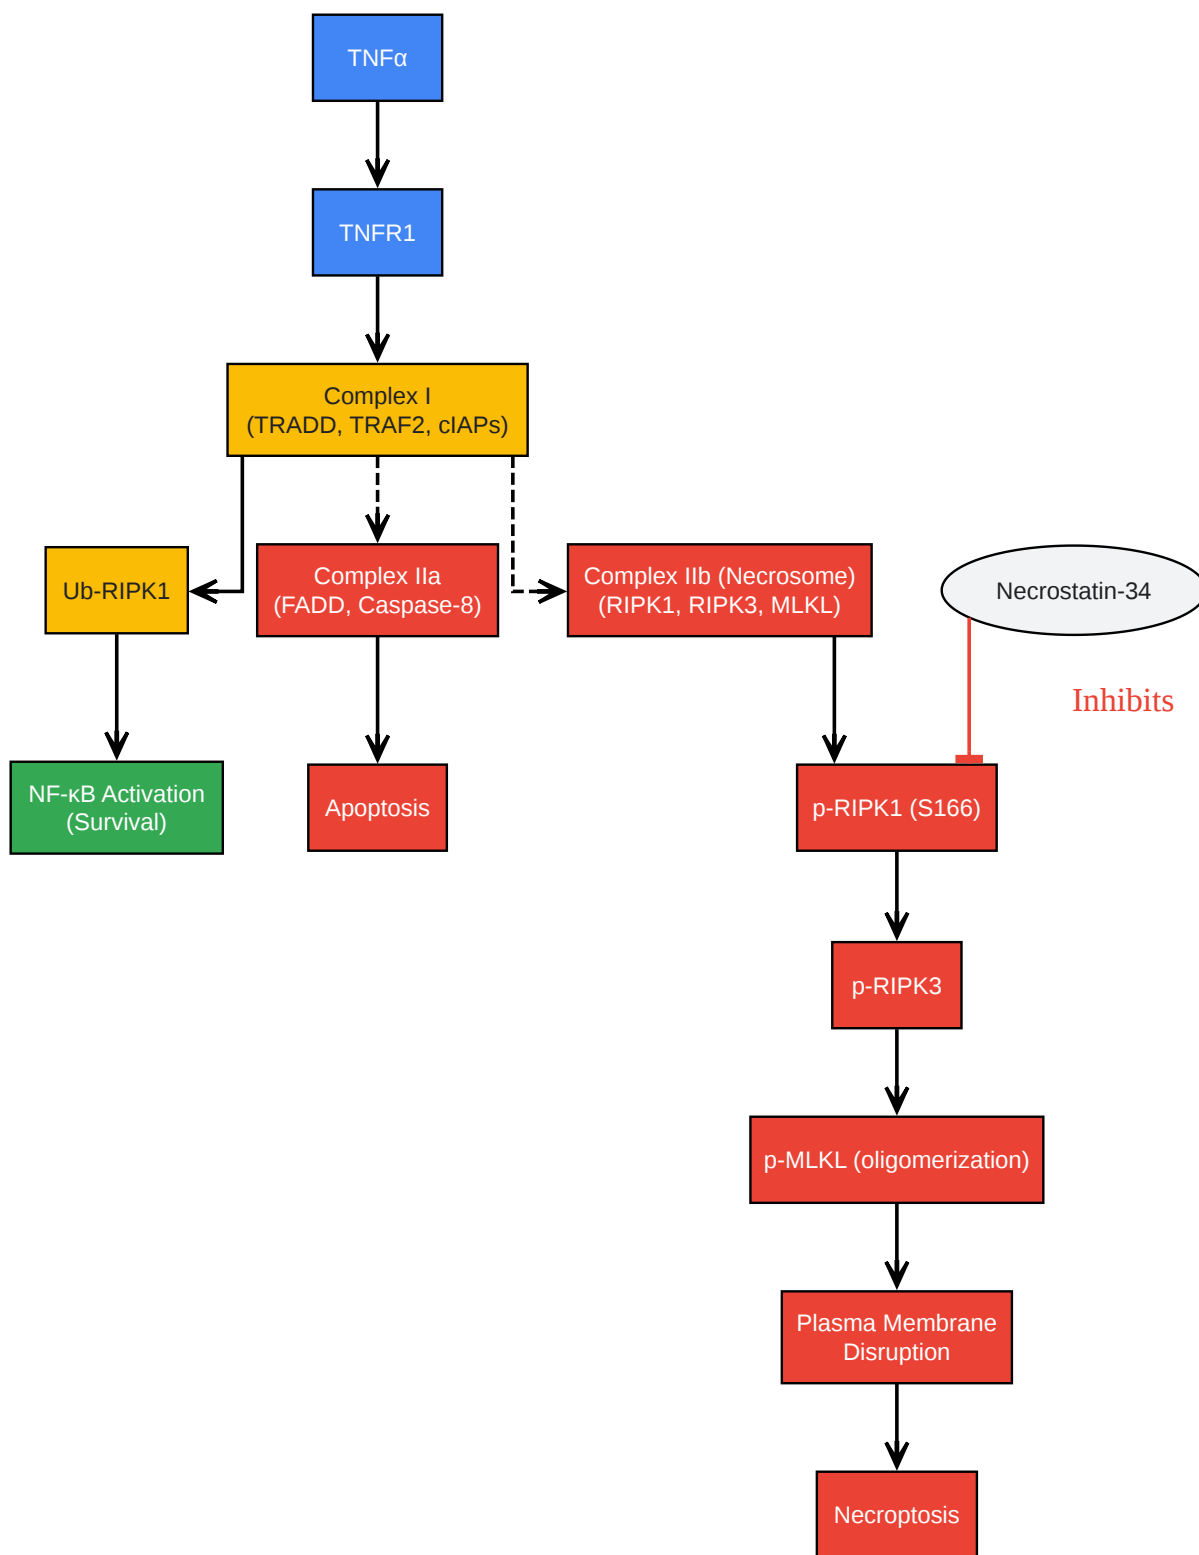 TNFα
TNFR1
Complex I
(TRADD, TRAF2, cIAPs)
Ub-RIPK1
Complex IIa
(FADD, Caspase-8)
Complex IIb (Necrosome)
(RIPK1, RIPK3, MLKL)
Necrostatin-34
Inhibits
NF-κB Activation
(Survival)
Apoptosis
p-RIPK1 (S166)
p-RIPK3
p-MLKL (oligomerization)
Plasma Membrane
Disruption
Necroptosis